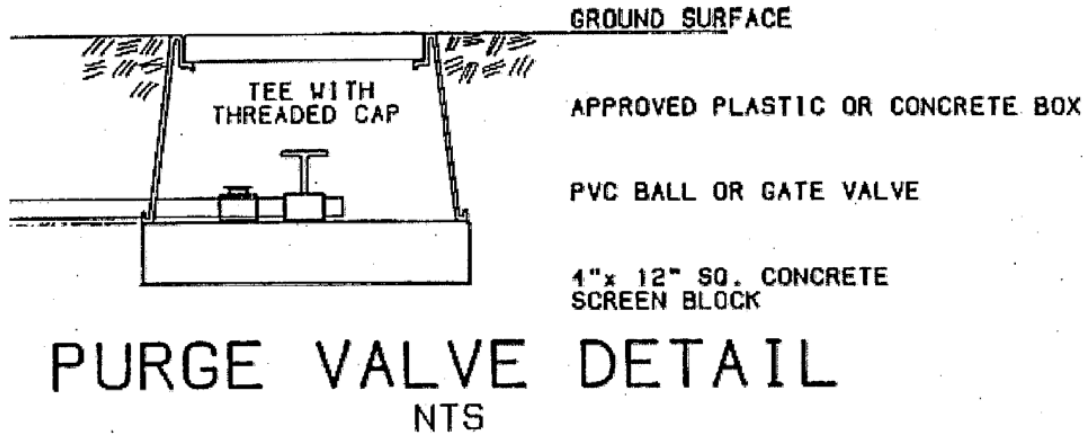 GROUND SURFACE
TEE WITH
THREADED CAP
APPROVED PLASTIC OR CONCRETE BOX
PVC BALL OR GATE VALVE
4"x 12" SQ. CONCRETE
SCREEN BLOCK
PURGE VALVE DETAIL
NTS